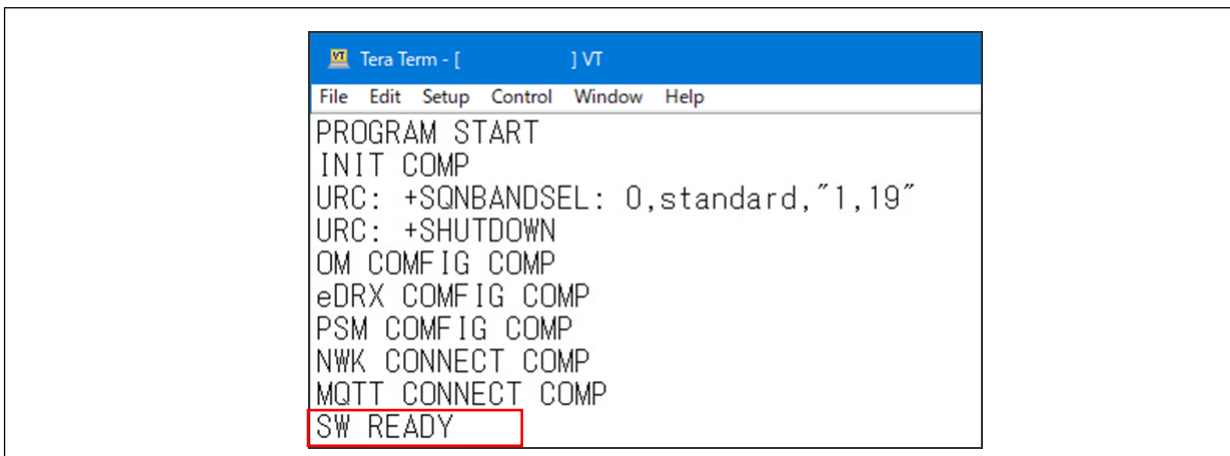 Tera Term - [ ] VT
File Edit Setup Control Window Help
PROGRAM START
INIT COMP
URC: +SQNBANDSEL: 0,standard,"1,19"
URC: +SHUTDOWN
OM COMFIG COMP
eDRX COMFIG COMP
PSM COMFIG COMP
NWK CONNECT COMP
MQTT CONNECT COMP
SW READY